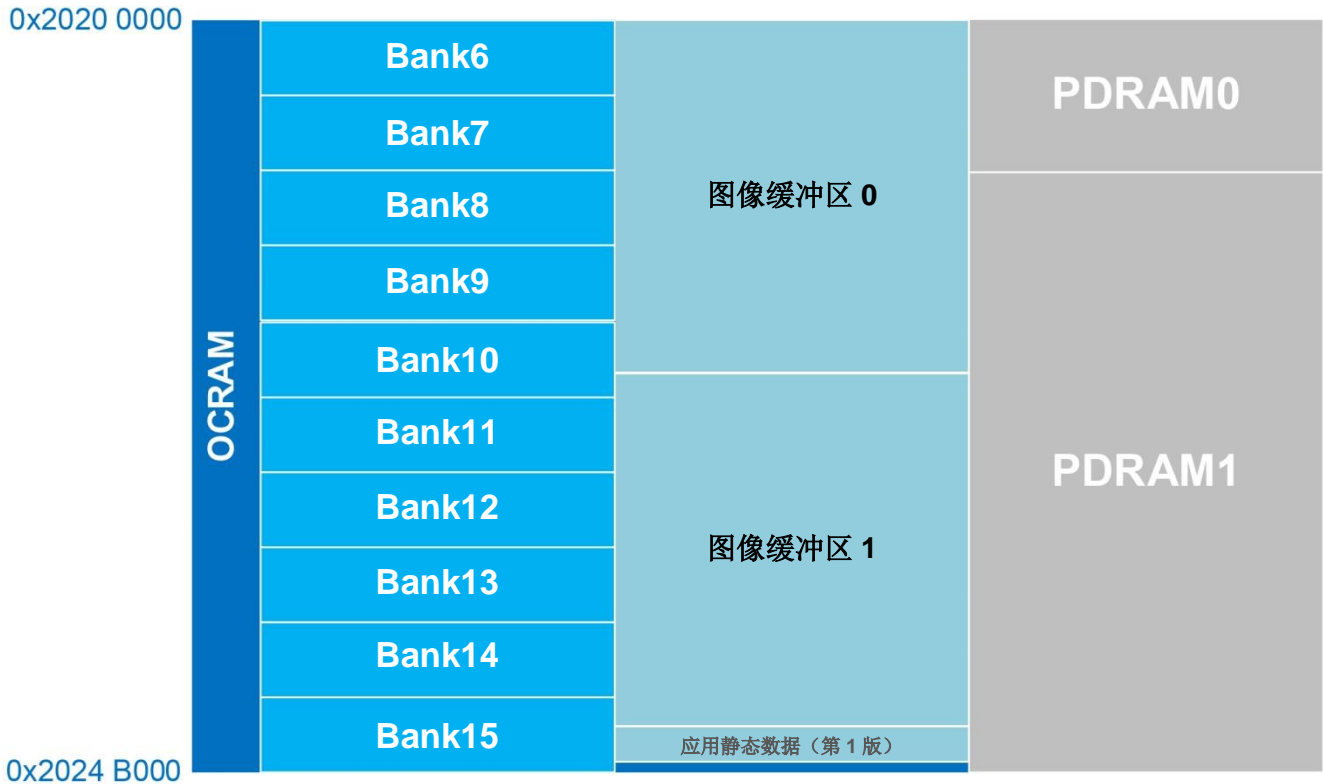 0x2020 0000
OCRAM
Bank6
Bank7
Bank8
Bank9
Bank10
Bank11
Bank12
Bank13
Bank14
Bank15
图像缓冲区 0
图像缓冲区 1
应用静态数据（第 1 版）
PDRAM0
PDRAM1
0x2024 B000